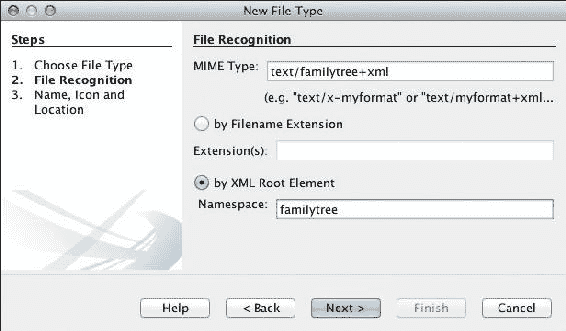 New File Type
Steps
1. Choose File Type
2. File Recognition
3. Name, Icon and
Location
File Recognition
MIME Type: text/familytree+xml
(e.g. "text/x-myformat" or "text/myformat+xml...
by Filename Extension
Extension(s):
by XML Root Element
Namespace: familytree
Help < Back Next > Finish Cancel